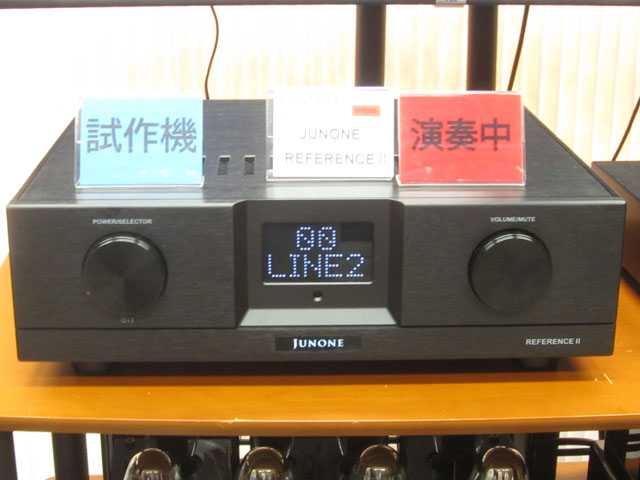 試作機
JUNONE
REFERENCE II
演奏中
POWER/SELECTOR
VOLUME/MUTE
00
LINE2
JUNONE
REFERENCE II